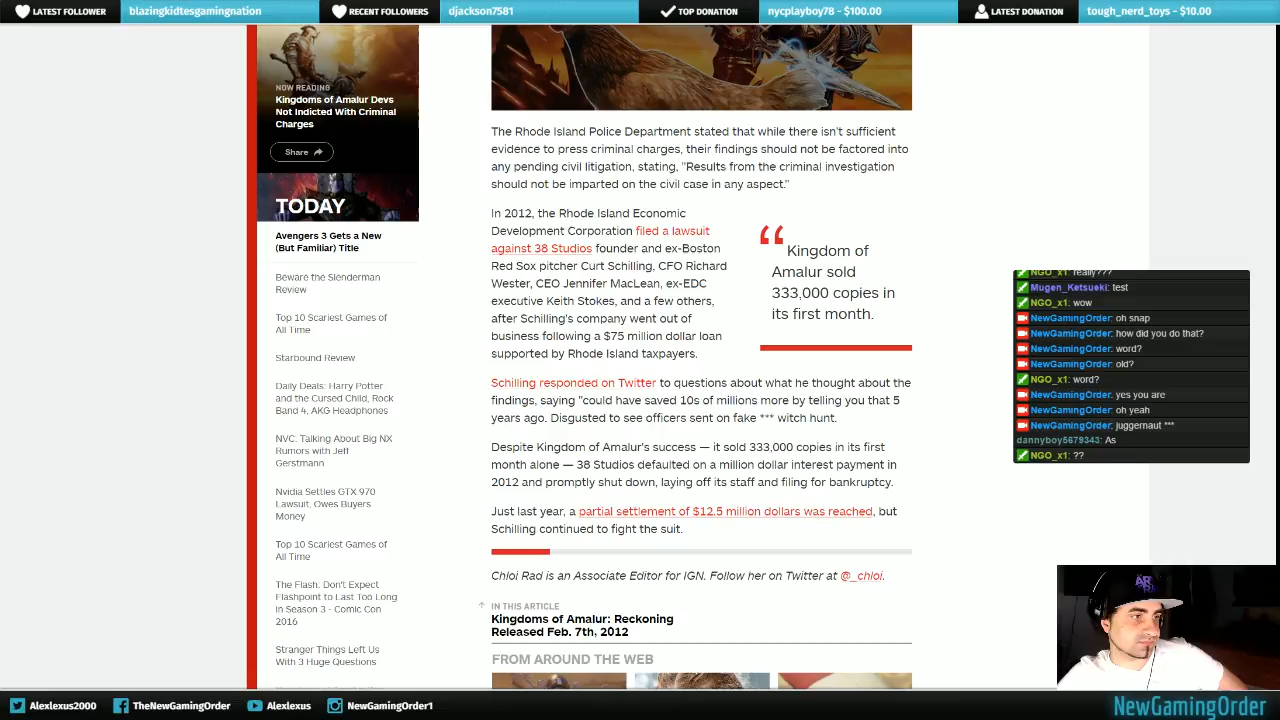 LATEST FOLLOWER
blazingkidtesgamingnation
RECENT FOLLOWERS
djackson7581
TOP DONATION
nycplayboy78 - $100.00
LATEST DONATION
tough_nerd_toys - $10.00
NOW READING
Kingdoms of Amalur Devs
Not Indicted With Criminal
Charges
Share
TODAY
Avengers 3 Gets a New
(But Familiar) Title
Beware the Slenderman
Review
Top 10 Scariest Games of
All Time
Starbound Review
Daily Deals: Harry Potter
and the Cursed Child, Rock
Band 4, AKG Headphones
NVC: Talking About Big NX
Rumors with Jeff
Gerstmann
Nvidia Settles GTX 970
Lawsuit, Owes Buyers
Money
Top 10 Scariest Games of
All Time
The Flash: Don't Expect
Flashpoint to Last Too Long
in Season 3 - Comic Con
2016
Stranger Things Left Us
With 3 Huge Questions
The Rhode Island Police Department stated that while there isn't sufficient
evidence to press criminal charges, their findings should not be factored into
any pending civil litigation, stating, "Results from the criminal investigation
should not be imparted on the civil case in any aspect."
In 2012, the Rhode Island Economic
Development Corporation filed a lawsuit
against 38 Studios founder and ex-Boston
Red Sox pitcher Curt Schilling, CFO Richard
Wester, CEO Jennifer MacLean, ex-EDC
executive Keith Stokes, and a few others,
after Schilling's company went out of
business following a $75 million dollar loan
supported by Rhode Island taxpayers.
“ Kingdom of
Amalur sold
333,000 copies in
its first month.
Schilling responded on Twitter to questions about what he thought about the
findings, saying "could have saved 10s of millions more by telling you that 5
years ago. Disgusted to see officers sent on fake *** witch hunt.
Despite Kingdom of Amalur's success — it sold 333,000 copies in its first
month alone — 38 Studios defaulted on a million dollar interest payment in
2012 and promptly shut down, laying off its staff and filing for bankruptcy.
Just last year, a partial settlement of $12.5 million dollars was reached, but
Schilling continued to fight the suit.
Chloi Rad is an Associate Editor for IGN. Follow her on Twitter at @_chloi.
IN THIS ARTICLE
Kingdoms of Amalur: Reckoning
Released Feb. 7th, 2012
FROM AROUND THE WEB
NGO_x1: really???
Mugen_Ketsueki: test
NGO_x1: wow
NewGamingOrder: oh snap
NewGamingOrder: how did you do that?
NewGamingOrder: word?
NewGamingOrder: old?
NGO_x1: word?
NewGamingOrder: yes you are
NewGamingOrder: oh yeah
NewGamingOrder: juggernaut ***
dannyboy5679343: As
NGO_x1: ??
Alexlexus2000
TheNewGamingOrder
Alexlexus
NewGamingOrder1
NewGamingOrder